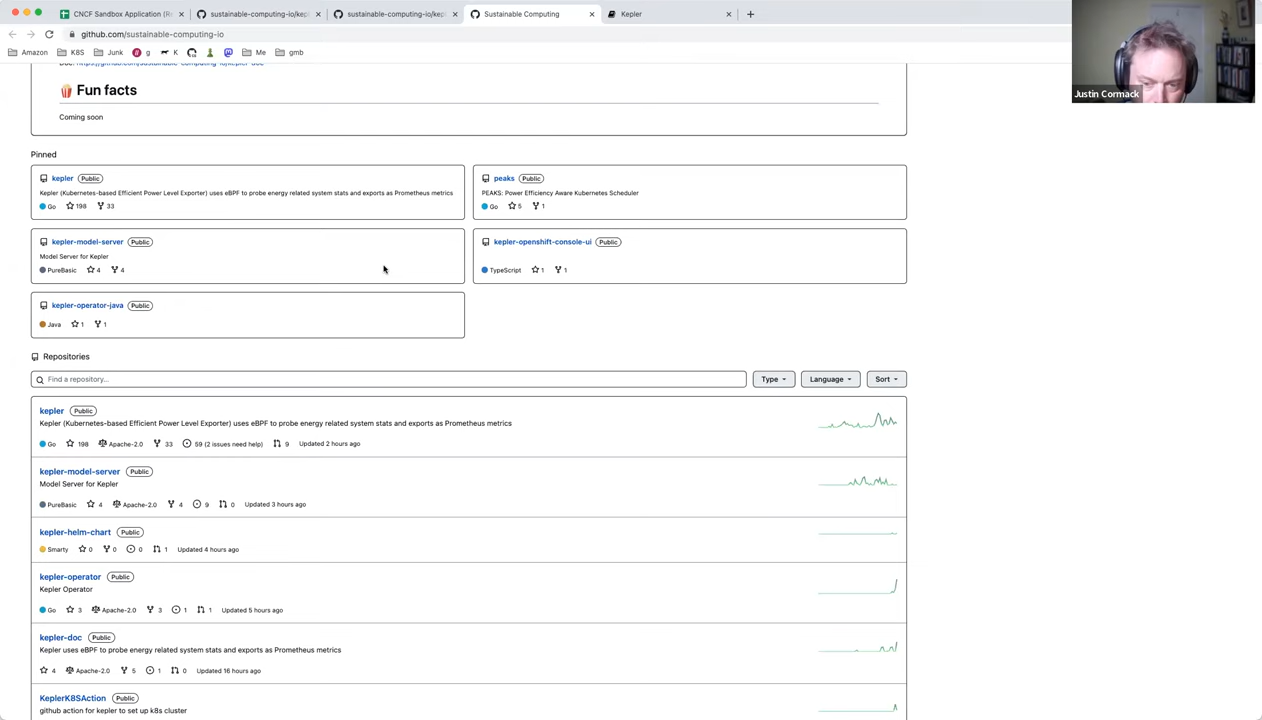 CNCF Sandbox Application (Re
sustainable-computing-io/kep
sustainable-computing-io/kep
Sustainable Computing
Kepler
github.com/sustainable-computing-io
Amazon
K8S
Junk
g
K
Me
gmb
Justin Cormack
Doc: https://github.com/sustainable-computing-io/kepler-doc
Fun facts
Coming soon
Pinned
kepler Public
Kepler (Kubernetes-based Efficient Power Level Exporter) uses eBPF to probe energy related system stats and exports as Prometheus metrics
Go 198 33
peaks Public
PEAKS: Power Efficiency Aware Kubernetes Scheduler
Go 5 1
kepler-model-server Public
Model Server for Kepler
PureBasic 4 4
kepler-openshift-console-ui Public
TypeScript 1 1
kepler-operator-java Public
Java 1 1
Repositories
Find a repository...
Type
Language
Sort
kepler Public
Kepler (Kubernetes-based Efficient Power Level Exporter) uses eBPF to probe energy related system stats and exports as Prometheus metrics
Go 198 Apache-2.0 33 59 (2 issues need help) 9 Updated 2 hours ago
kepler-model-server Public
Model Server for Kepler
PureBasic 4 Apache-2.0 4 9 0 Updated 3 hours ago
kepler-helm-chart Public
Smarty 0 0 0 1 Updated 4 hours ago
kepler-operator Public
Kepler Operator
Go 3 Apache-2.0 3 1 1 Updated 5 hours ago
kepler-doc Public
Kepler uses eBPF to probe energy related system stats and exports as Prometheus metrics
4 Apache-2.0 5 1 0 Updated 16 hours ago
KeplerK8SAction Public
github action for kepler to set up k8s cluster